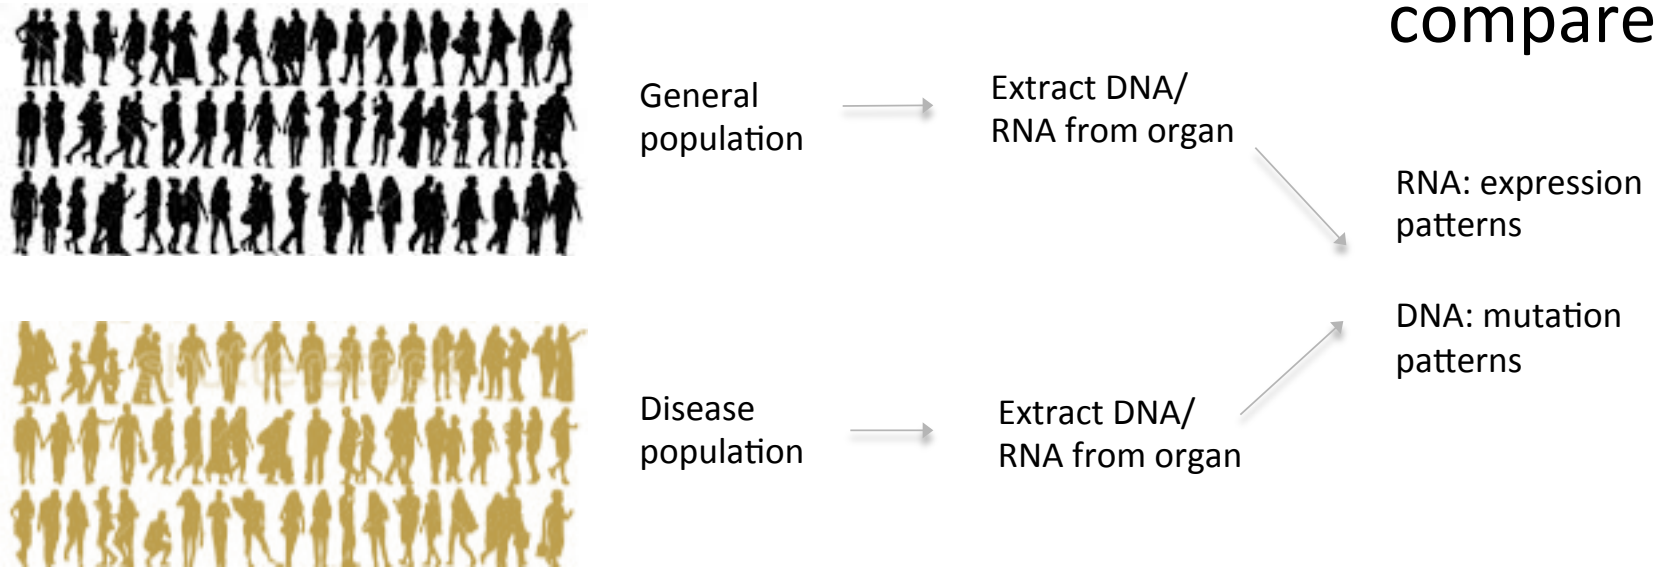 compare
General
population
Extract DNA/
RNA from organ
RNA: expression
patterns
DNA: mutation
patterns
Disease
population
Extract DNA/
RNA from organ
shutterstock